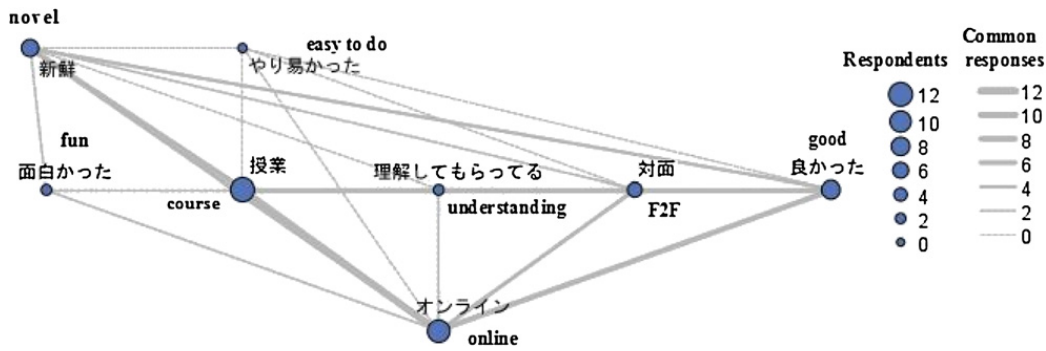 novel
新鮮
easy to do
やり易かった
fun
面白かった
授業
course
理解してもらってる
understanding
対面
F2F
good
良かった
オンライン
online
Respondents
12
10
8
6
4
2
0
Common
responses
12
10
8
6
4
2
0